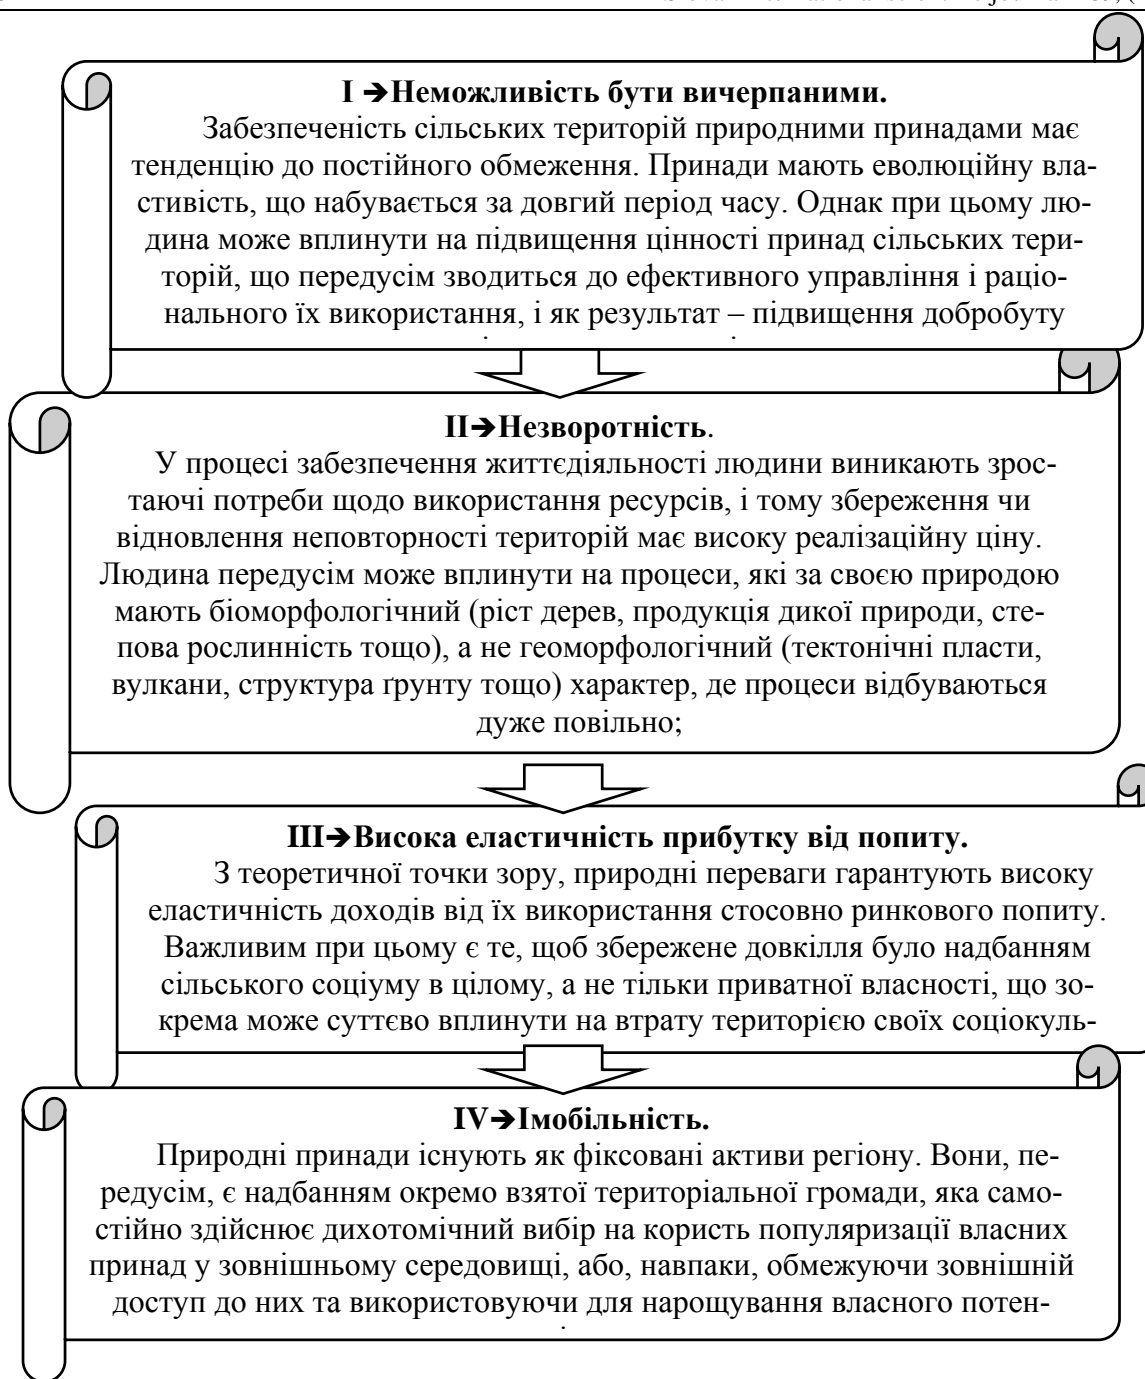 I ➔Неможливість бути вичерпаними.
Забезпеченість сільських територій природними принадами має
тенденцію до постійного обмеження. Принади мають еволюційну вла-
стивість, що набувається за довгий період часу. Однак при цьому лю-
дина може вплинути на підвищення цінності принад сільських тери-
торій, що передусім зводиться до ефективного управління і раціо-
нального їх використання, і як результат – підвищення добробуту
II➔Незворотність.
У процесі забезпечення життєдіяльності людини виникають зрос-
таючі потреби щодо використання ресурсів, і тому збереження чи
відновлення неповторності територій має високу реалізаційну ціну.
Людина передусім може вплинути на процеси, які за своєю природою
мають біоморфологічний (ріст дерев, продукція дикої природи, сте-
пова рослинність тощо), а не геоморфологічний (тектонічні пласти,
вулкани, структура ґрунту тощо) характер, де процеси відбуваються
дуже повільно;
III➔Висока еластичність прибутку від попиту.
З теоретичної точки зору, природні переваги гарантують високу
еластичність доходів від їх використання стосовно ринкового попиту.
Важливим при цьому є те, щоб збережене довкілля було надбанням
сільського соціуму в цілому, а не тільки приватної власності, що зо-
крема може суттєво вплинути на втрату територією своїх соціокуль-
IV➔Імобільність.
Природні принади існують як фіксовані активи регіону. Вони, пе-
редусім, є надбанням окремо взятої територіальної громади, яка само-
стійно здійснює дихотомічний вибір на користь популяризації власних
принад у зовнішньому середовищі, або, навпаки, обмежуючи зовнішній
доступ до них та використовуючи для нарощування власного потен-